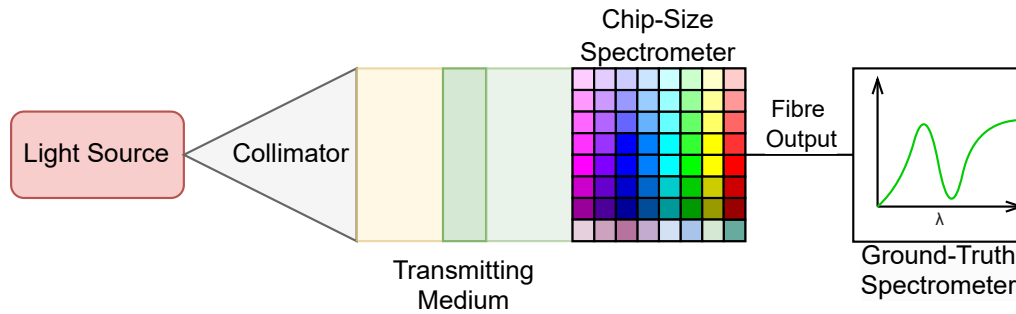 Chip-Size
Spectrometer
Light Source
Collimator
Fibre
Output
λ
Transmitting
Medium
Ground-Truth
Spectrometer